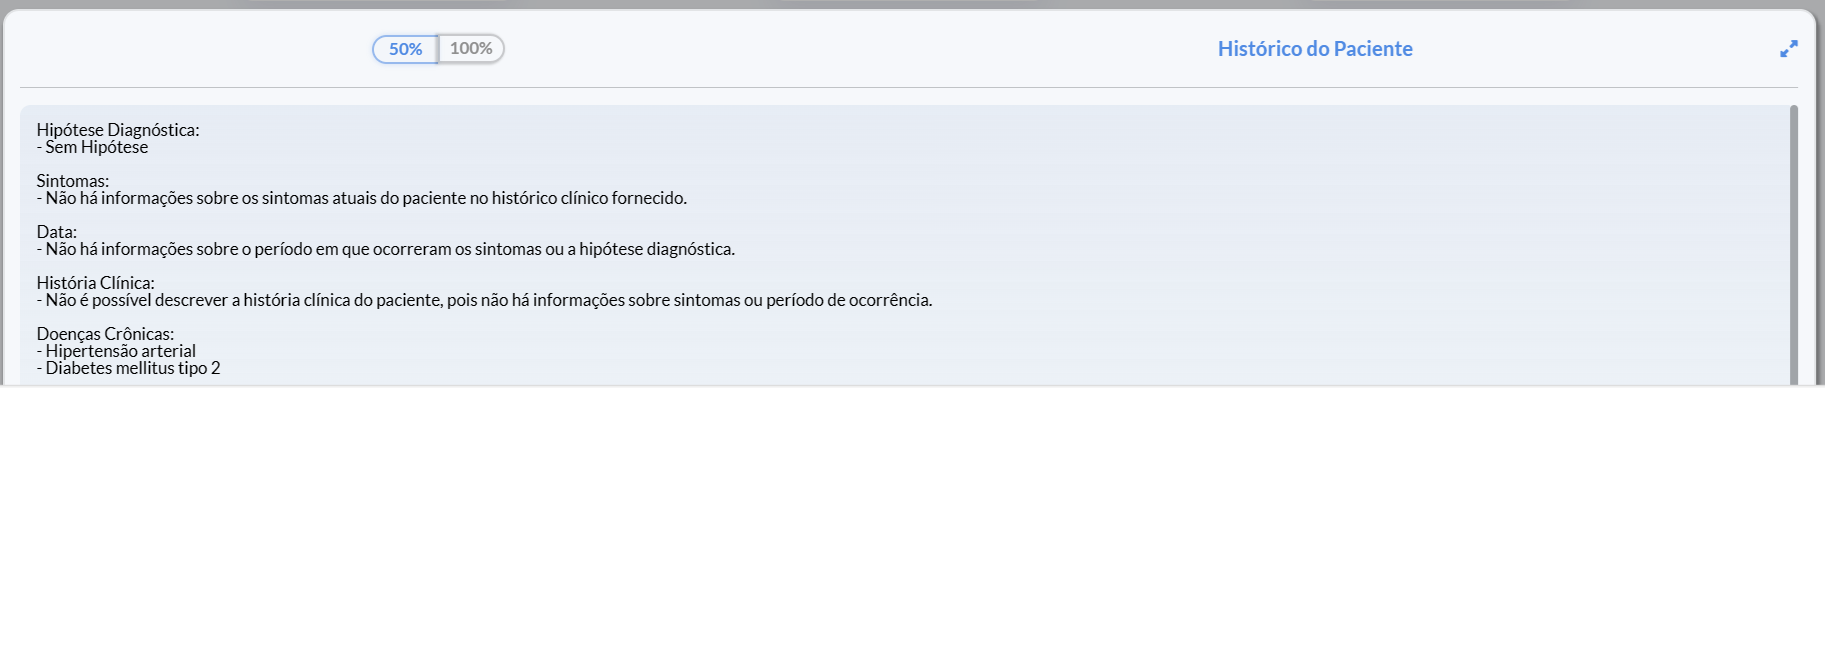 50% 100% Histórico do Paciente
Hipótese Diagnóstica:
- Sem Hipótese
Sintomas:
- Não há informações sobre os sintomas atuais do paciente no histórico clínico fornecido.
Data:
- Não há informações sobre o período em que ocorreram os sintomas ou a hipótese diagnóstica.
História Clínica:
- Não é possível descrever a história clínica do paciente, pois não há informações sobre sintomas ou período de ocorrência.
Doenças Crônicas:
- Hipertensão arterial
- Diabetes mellitus tipo 2